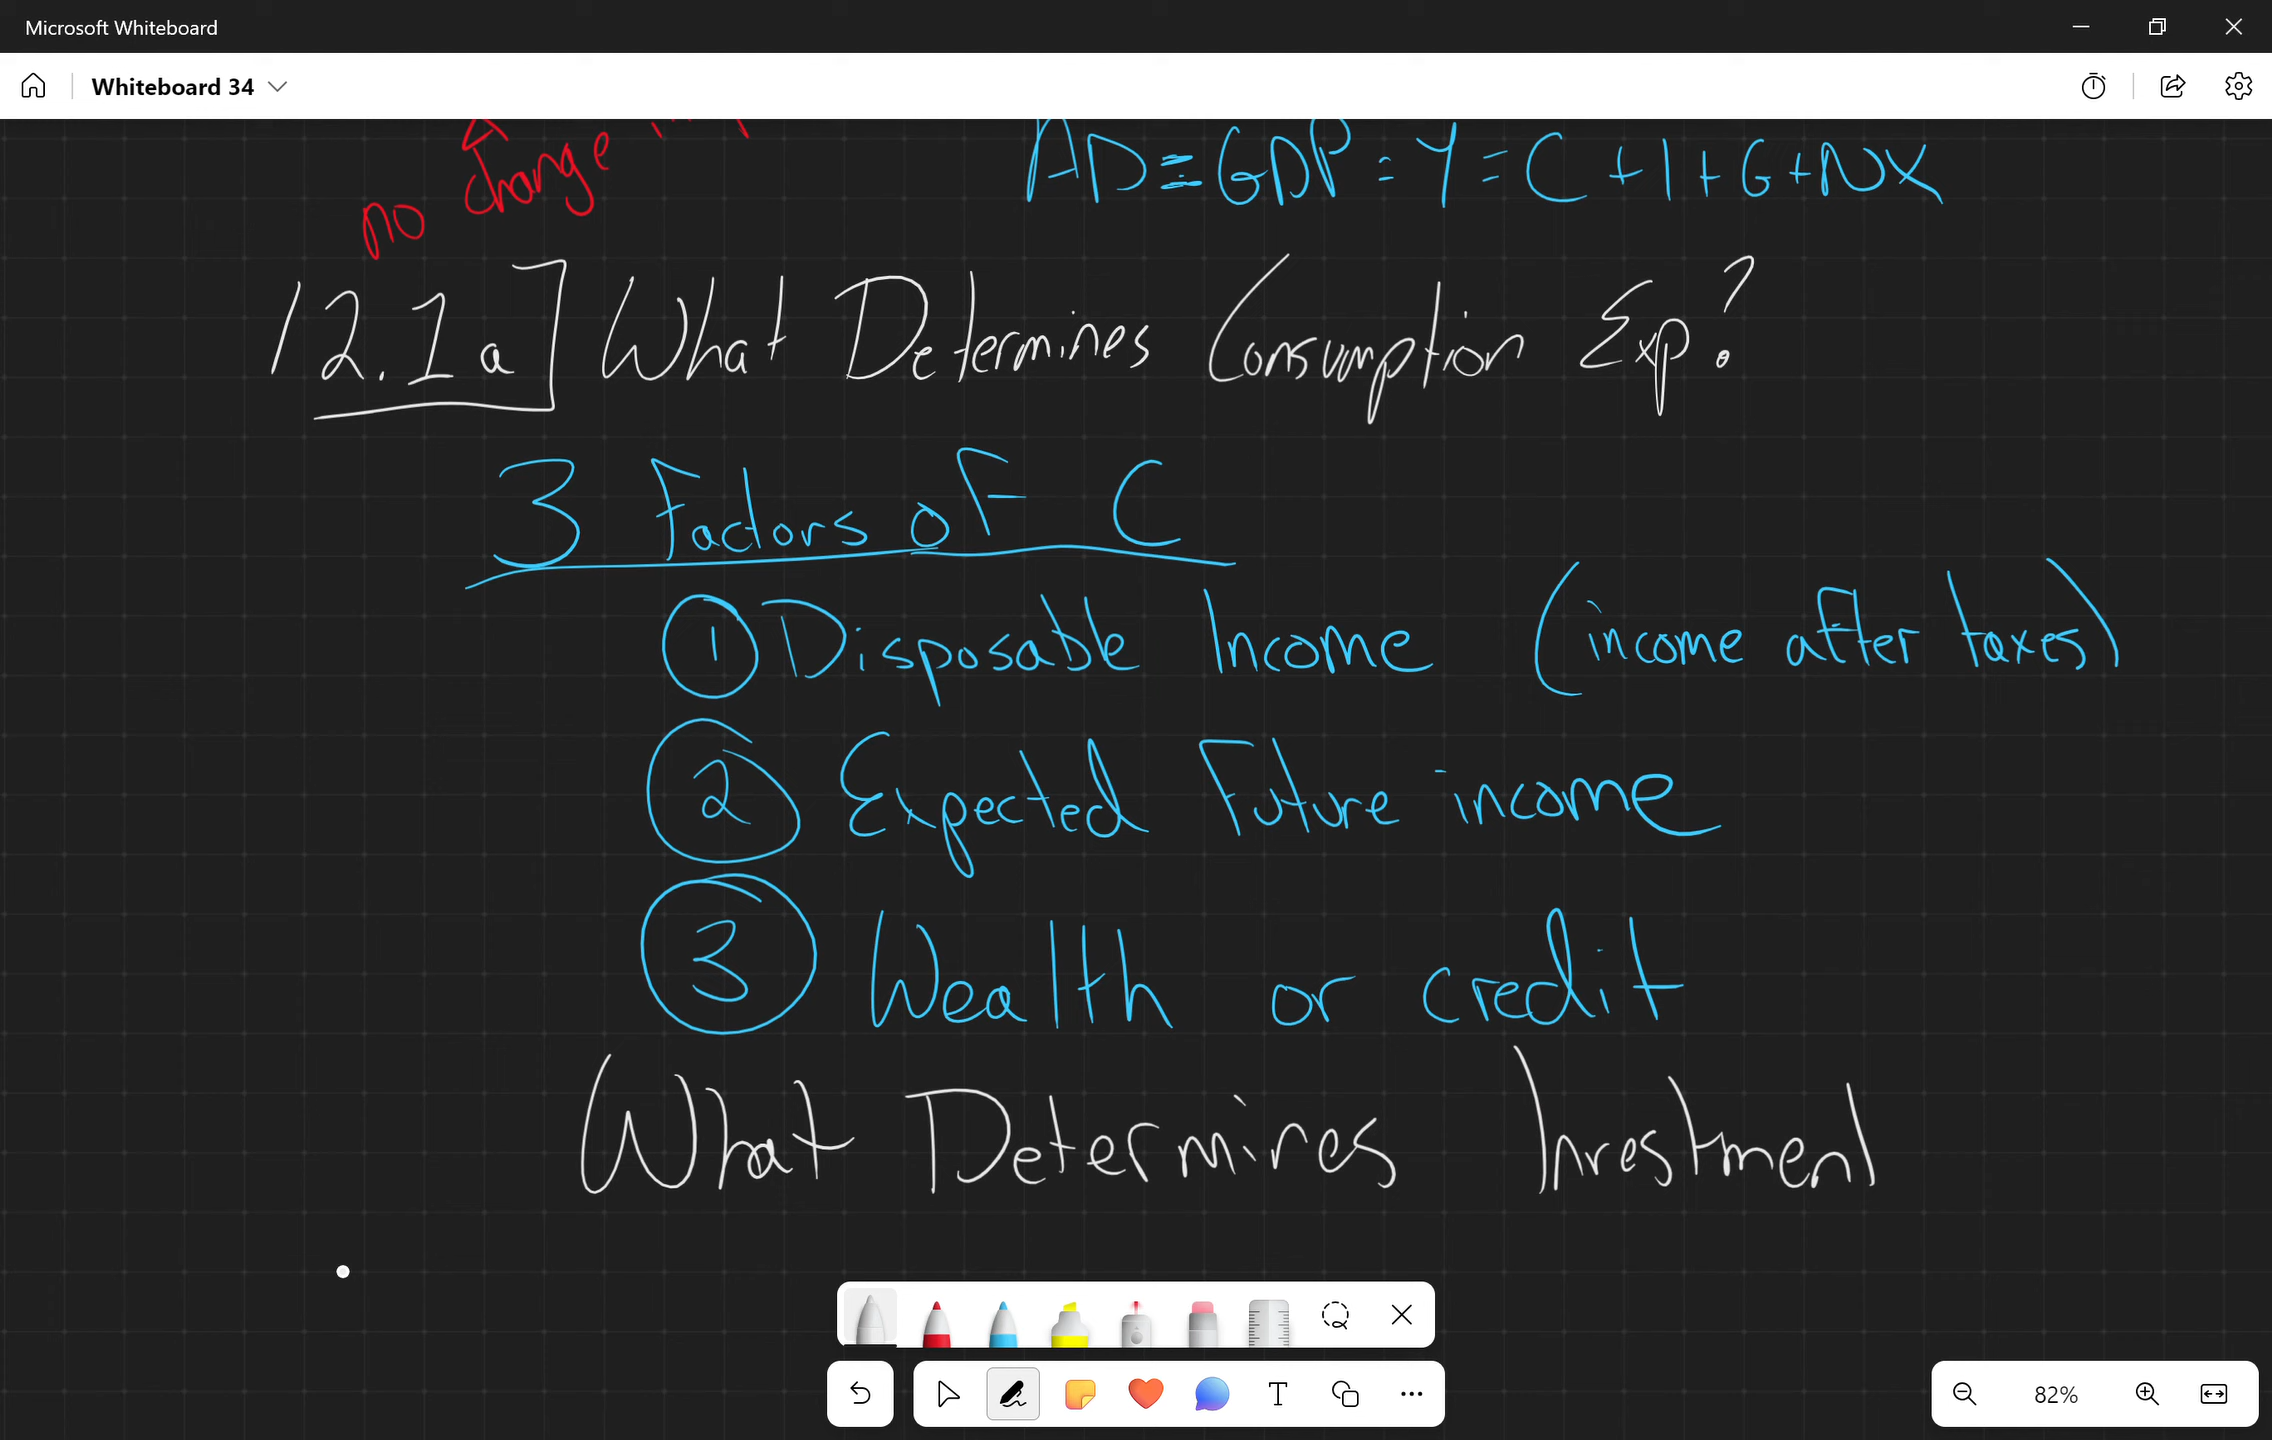 Microsoft Whiteboard
Whiteboard 34
change
no
AD ≡ GDP = Y = C + I + G + NX
12.1a] What Determines Consumption Exp?
3 Factors of C
① Disposable Income (income after taxes)
② Expected Future income
③ Wealth or credit
What Determines Investment
82%